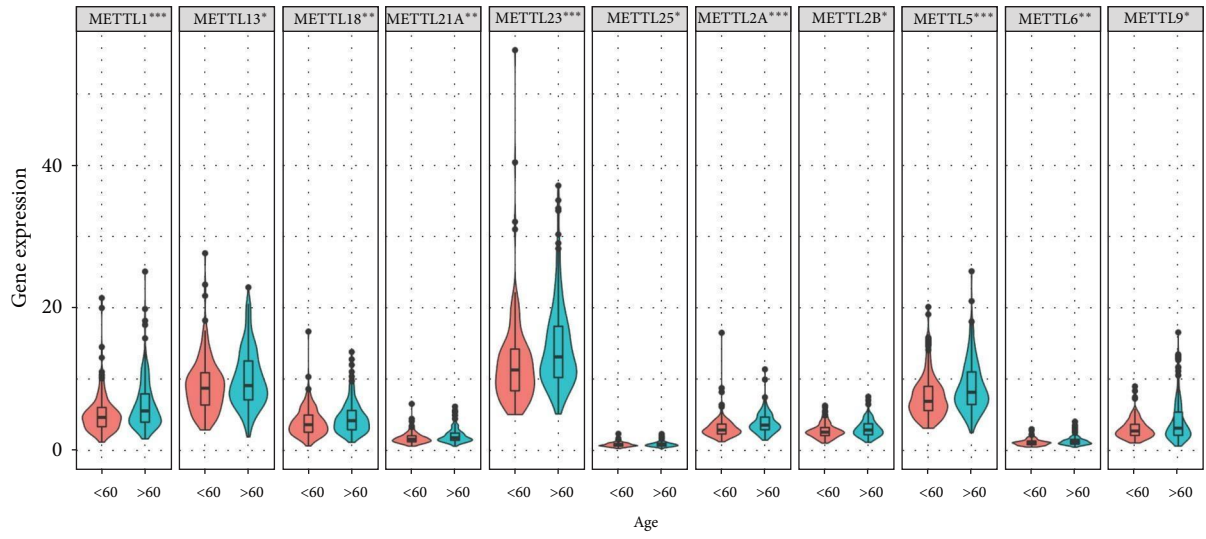 METTL1*** METTL13* METTL18** METTL21A** METTL23*** METTL25* METTL2A*** METTL2B* METTL5*** METTL6** METTL9*
Gene expression
40
20
0
<60 >60 <60 >60 <60 >60 <60 >60 <60 >60 <60 >60 <60 >60 <60 >60 <60 >60 <60 >60 <60 >60
Age